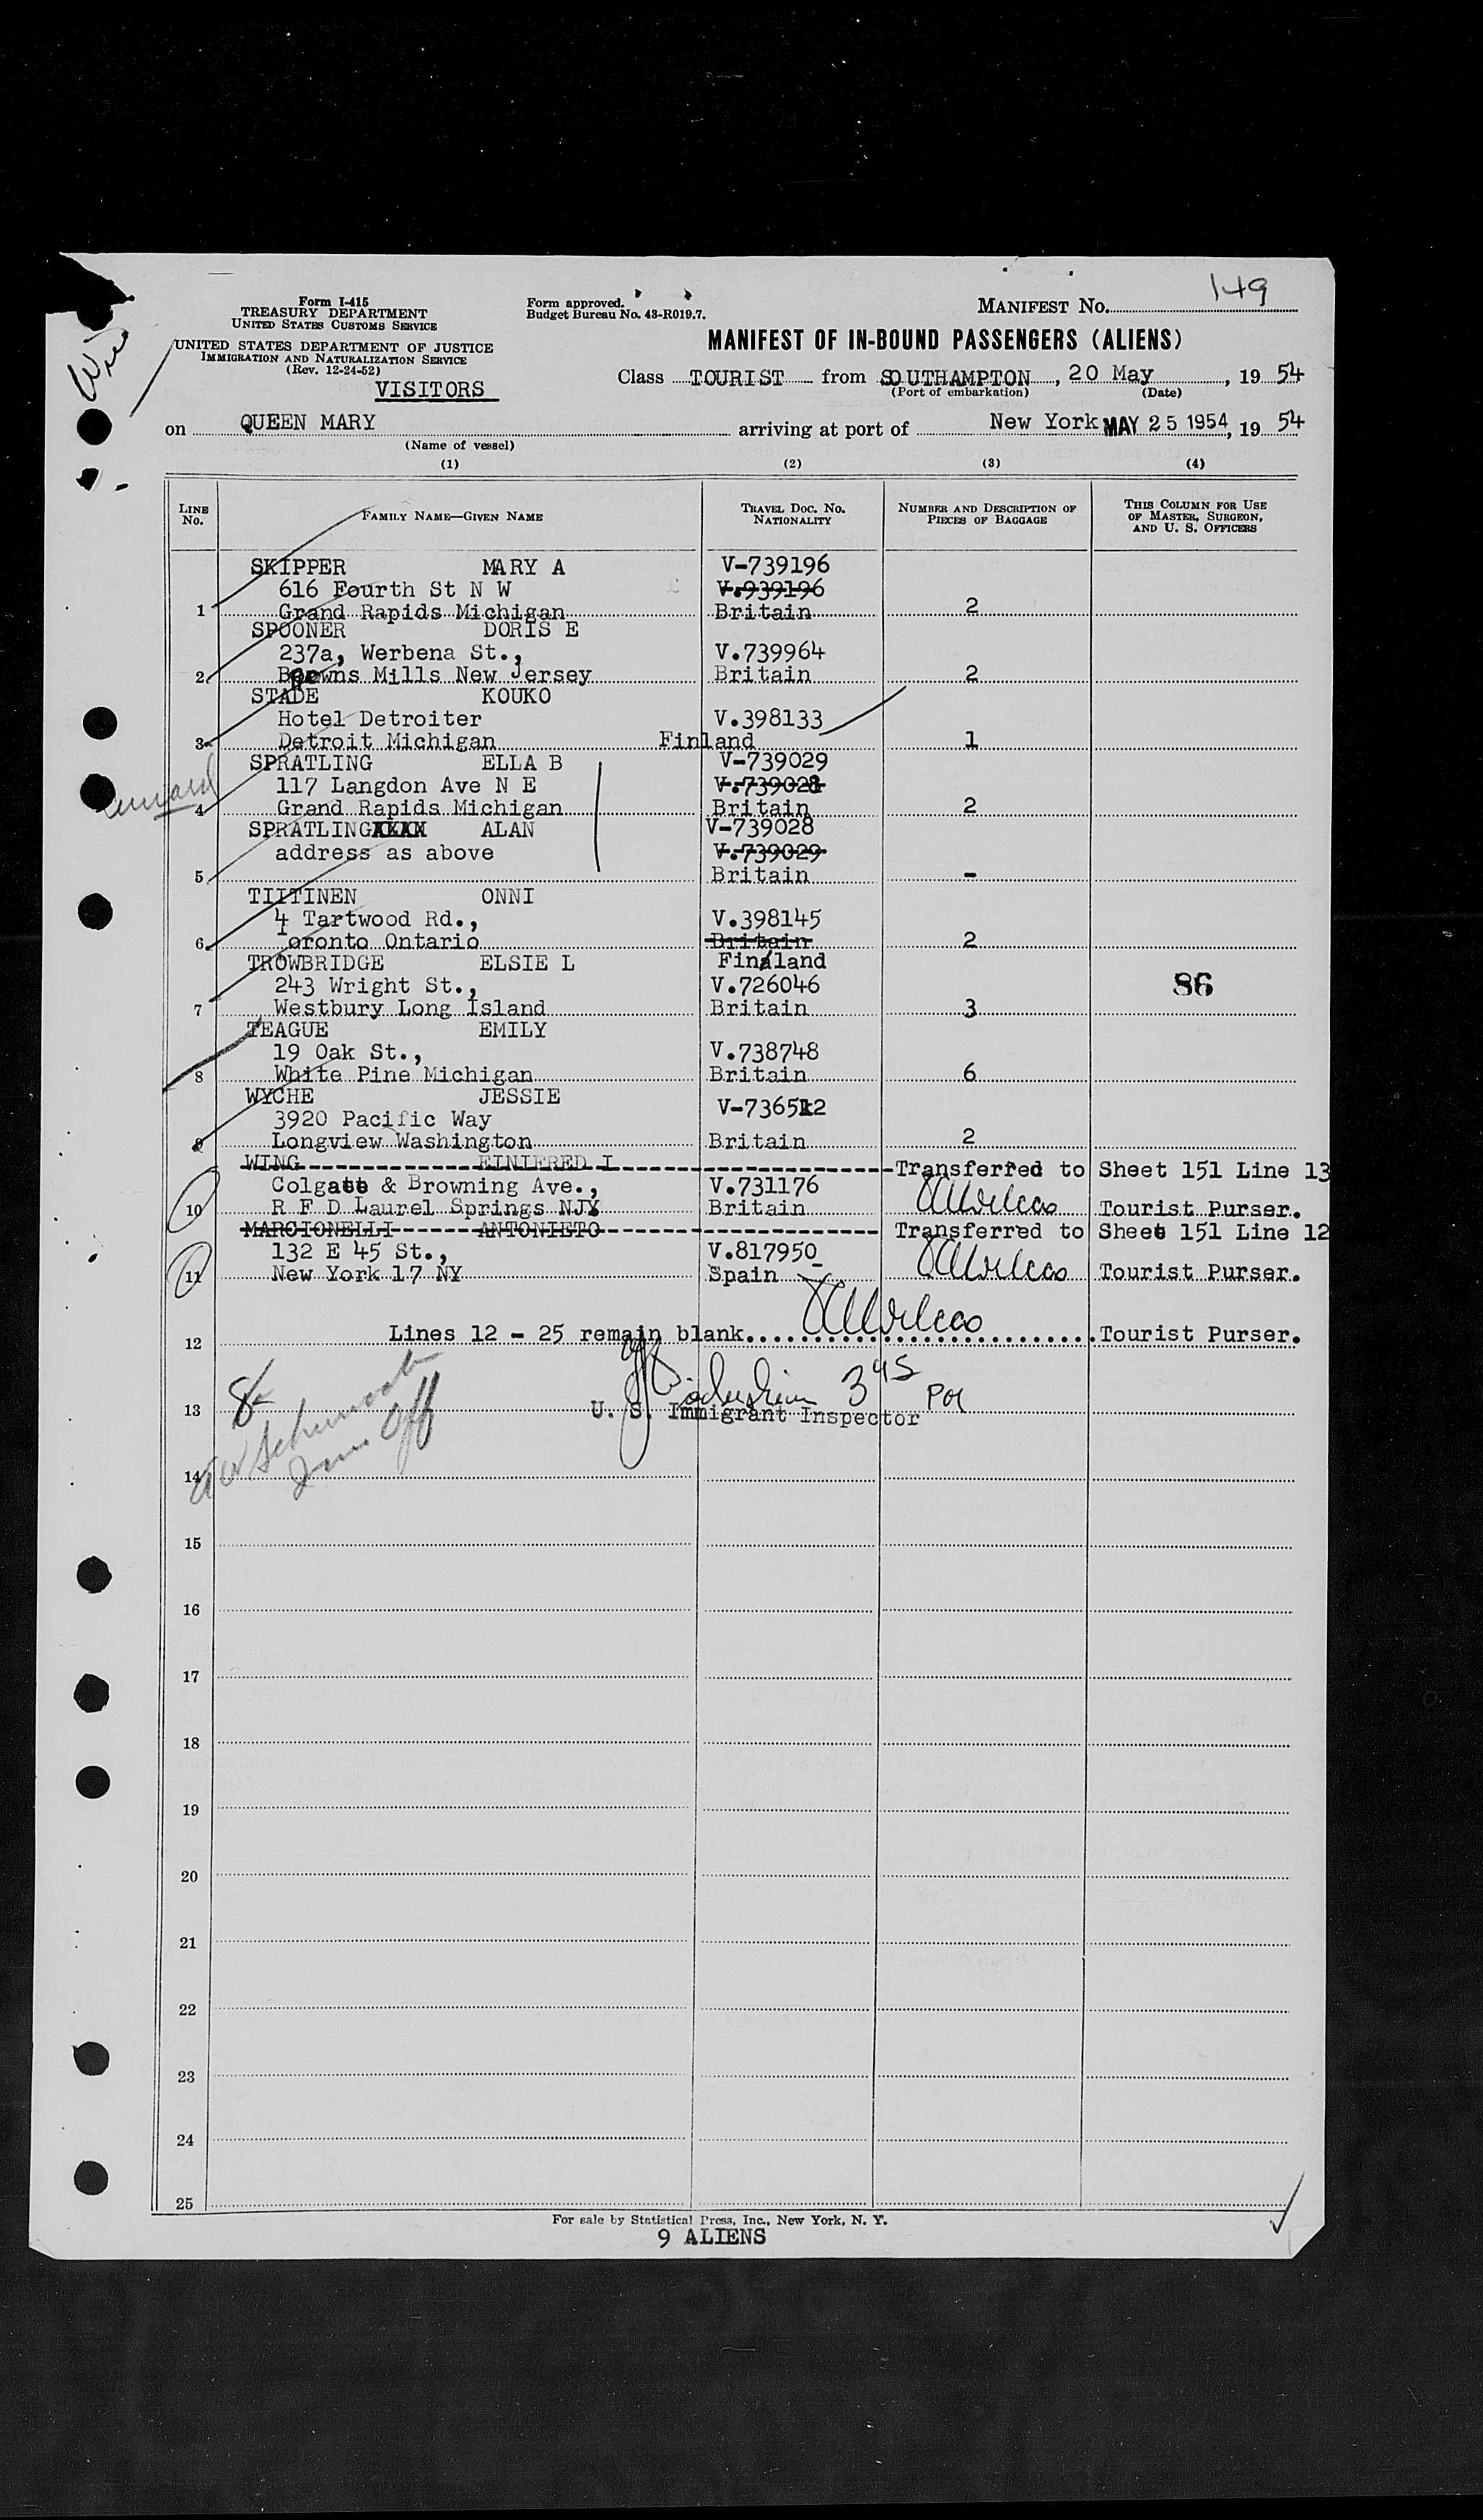 149
Form I-415
TREASURY DEPARTMENT
UNITED STATES CUSTOMS SERVICE
UNITED STATES DEPARTMENT OF JUSTICE
IMMIGRATION AND NATURALIZATION SERVICE
(Rev. 12-24-52)
VISITORS
Form approved.
Budget Bureau No. 43-R019.7.
MANIFEST No.
MANIFEST OF IN-BOUND PASSENGERS (ALIENS)
Class TOURIST from SOUTHAMPTON, 20 May, 19 54
(Port of embarkation) (Date)
on QUEEN MARY arriving at port of New York MAY 25 1954, 19 54
(Name of vessel)
(1) (2) (3) (4)
LINE No. FAMILY NAME—GIVEN NAME TRAVEL DOC. NO. NATIONALITY NUMBER AND DESCRIPTION OF PIECES OF BAGGAGE THIS COLUMN FOR USE OF MASTER, SURGEON, AND U. S. OFFICERS
SKIPPER MARY A V-739196
616 Fourth St N W V.939196
1 Grand Rapids Michigan Britain 2
SPOONER DORIS E
237a, Werbena St., V.739964
2 Browns Mills New Jersey Britain 2
STADE KOUKO
Hotel Detroiter V.398133
3 Detroit Michigan Finland 1
SPRATLING ELLA B V-739029
117 Langdon Ave N E V.739028
4 Grand Rapids Michigan Britain 2
SPRATLING ALAN V-739028
address as above V.739029
5 Britain -
TIITINEN ONNI
4 Tartwood Rd., V.398145
6 Toronto Ontario Britain 2
TROWBRIDGE ELSIE L Finland
243 Wright St., V.726046 86
7 Westbury Long Island Britain 3
TEAGUE EMILY
19 Oak St., V.738748
8 White Pine Michigan Britain 6
WYCHE JESSIE V-736512
3920 Pacific Way
9 Longview Washington Britain 2
WING EINIFRED I Transferred to Sheet 151 Line 13
Colgate & Browning Ave., V.731176
10 R F D Laurel Springs NJ Britain Tourist Purser.
MARCIONELLI ANTONIETO Transferred to Sheet 151 Line 12
132 E 45 St., V.817950
11 New York 17 NY Spain Tourist Purser.
12 Lines 12 - 25 remain blank. Tourist Purser.
13 U. S. Immigrant Inspector
14
15
16
17
18
19
20
21
22
23
24
25
For sale by Statistical Press, Inc., New York, N. Y.
9 ALIENS